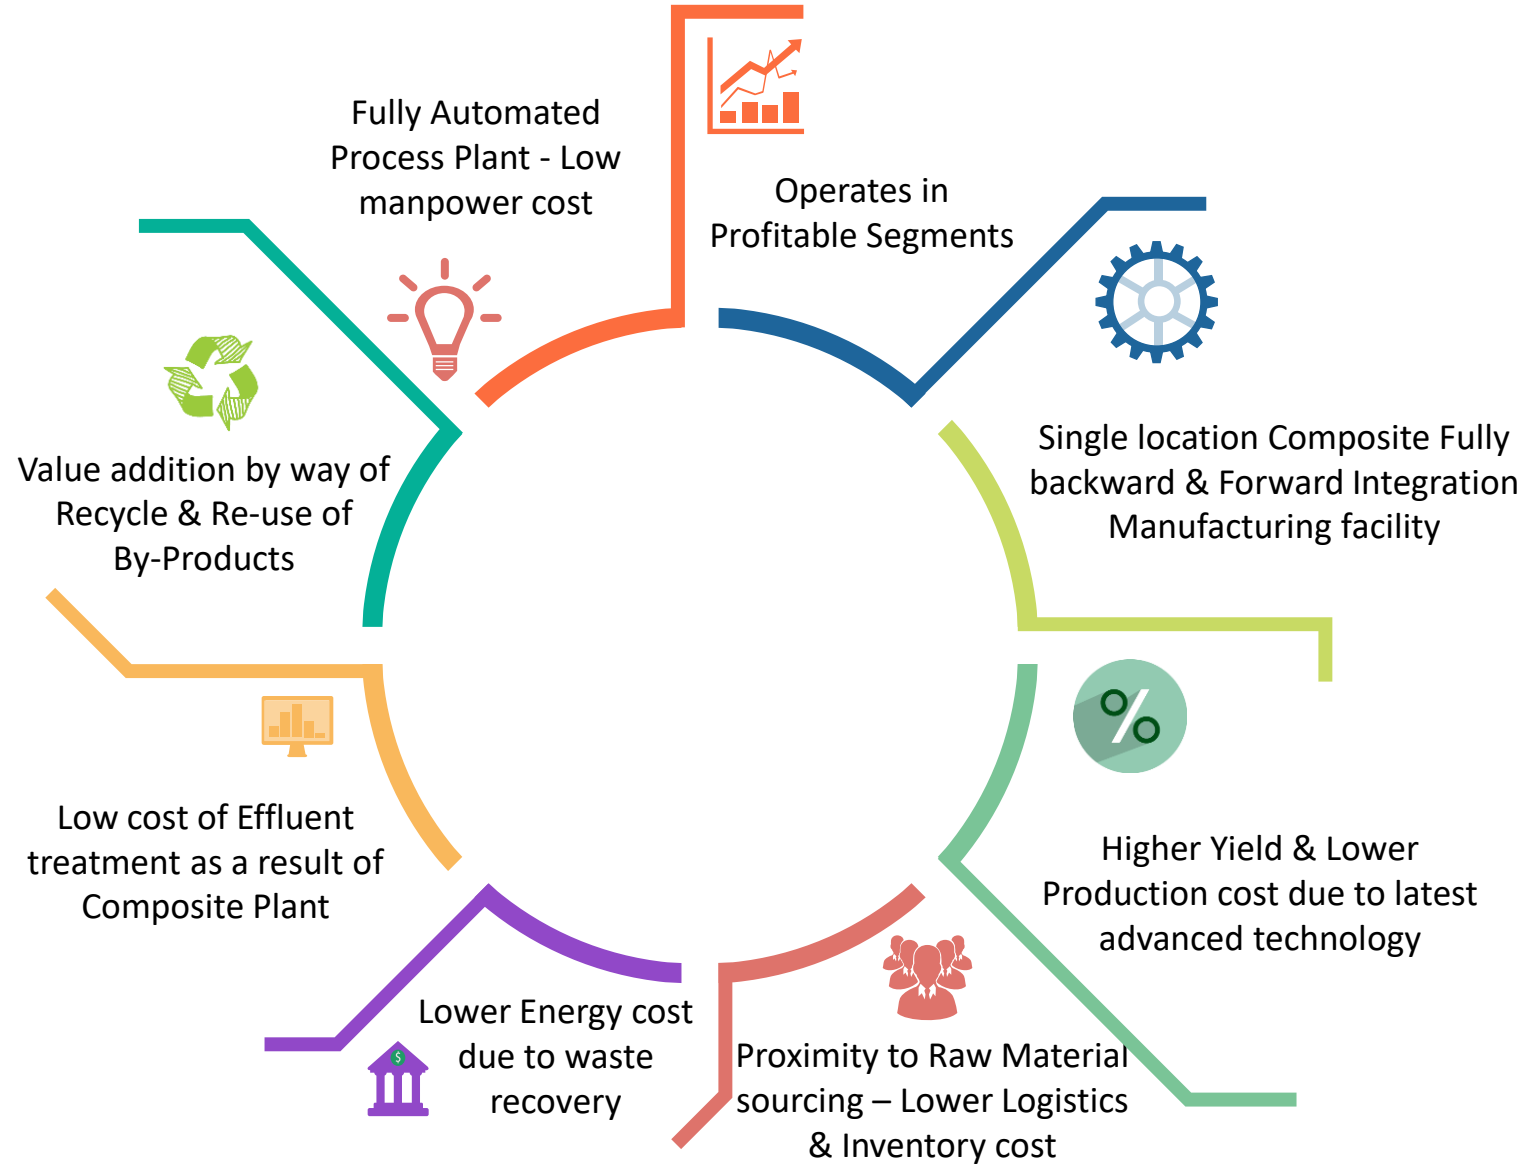 Fully Automated
Process Plant - Low
manpower cost
Operates in
Profitable Segments
Single location Composite Fully
backward & Forward Integration
Manufacturing facility
Higher Yield & Lower
Production cost due to latest
advanced technology
Proximity to Raw Material
sourcing – Lower Logistics
& Inventory cost
Lower Energy cost
due to waste
recovery
Low cost of Effluent
treatment as a result of
Composite Plant
Value addition by way of
Recycle & Re-use of
By-Products
%
$